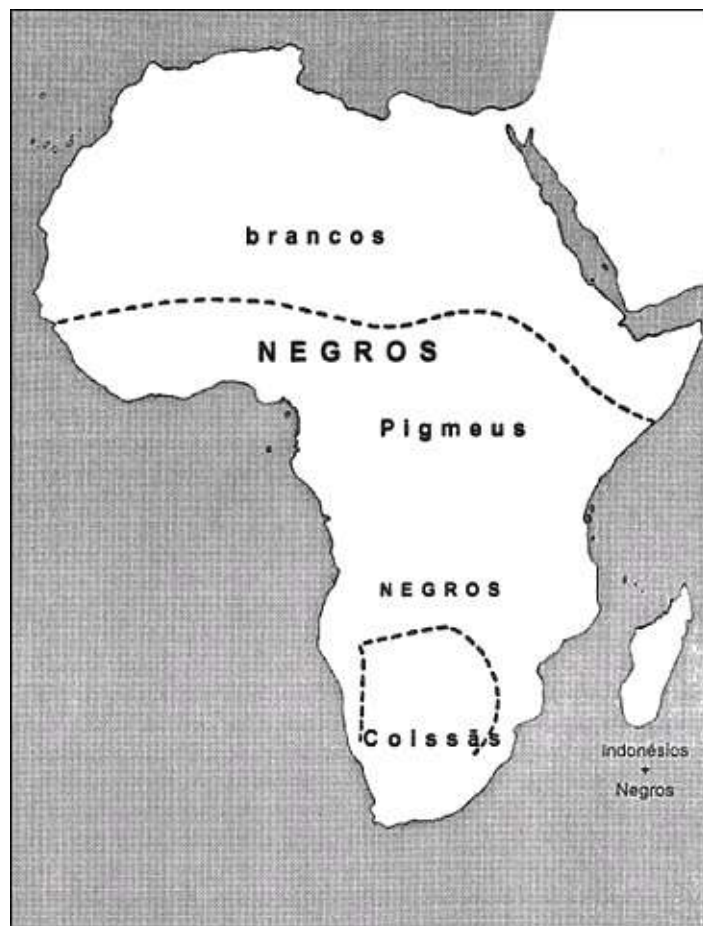 brancos
NEGROS
Pigmeus
NEGROS
Coissãs
Indonésios
+
Negros